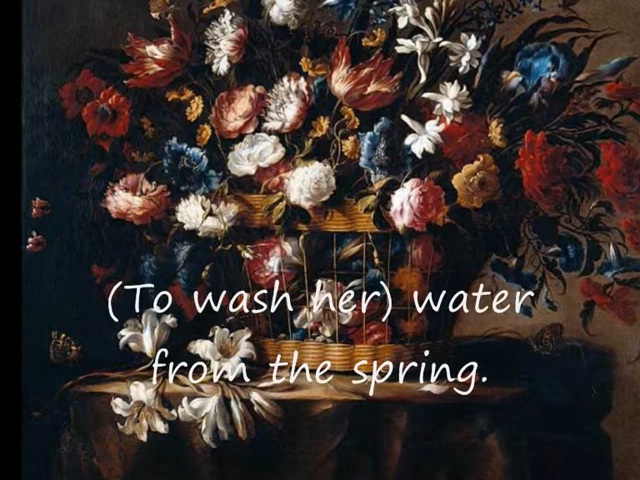 (To wash her) water
from the spring.